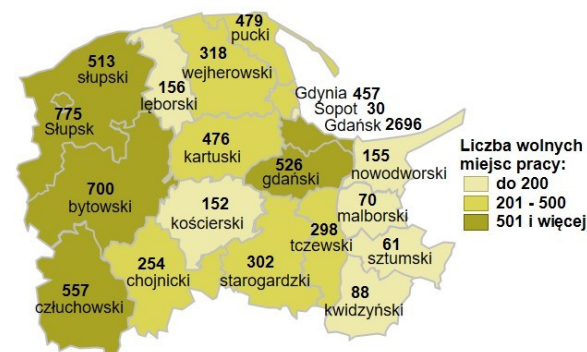 479
pucki
513
słupski
318
wejherowski
156
lęborski
Gdynia 457
Sopot 30
Gdańsk 2696
775
Słupsk
476
kartuski
526
gdański
155
nowodworski
Liczba wolnych
miejsc pracy:
do 200
201 - 500
501 i więcej
700
bytowski
152
kościerski
70
malborski
298
tczewski
61
sztumski
254
chojnicki
302
starogardzki
557
człuchowski
88
kwidzyński